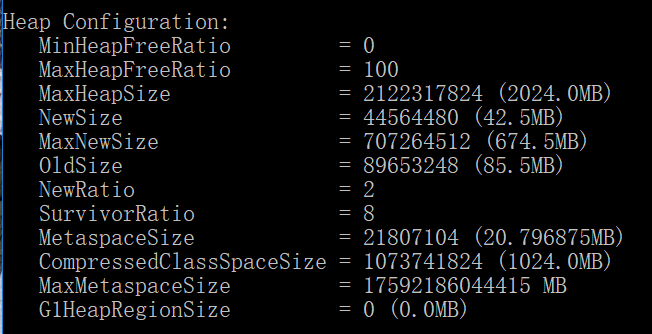 Heap Configuration:
MinHeapFreeRatio = 0
MaxHeapFreeRatio = 100
MaxHeapSize = 2122317824 (2024.0MB)
NewSize = 44564480 (42.5MB)
MaxNewSize = 707264512 (674.5MB)
OldSize = 89653248 (85.5MB)
NewRatio = 2
SurvivorRatio = 8
MetaspaceSize = 21807104 (20.796875MB)
CompressedClassSpaceSize = 1073741824 (1024.0MB)
MaxMetaspaceSize = 17592186044415 MB
G1HeapRegionSize = 0 (0.0MB)